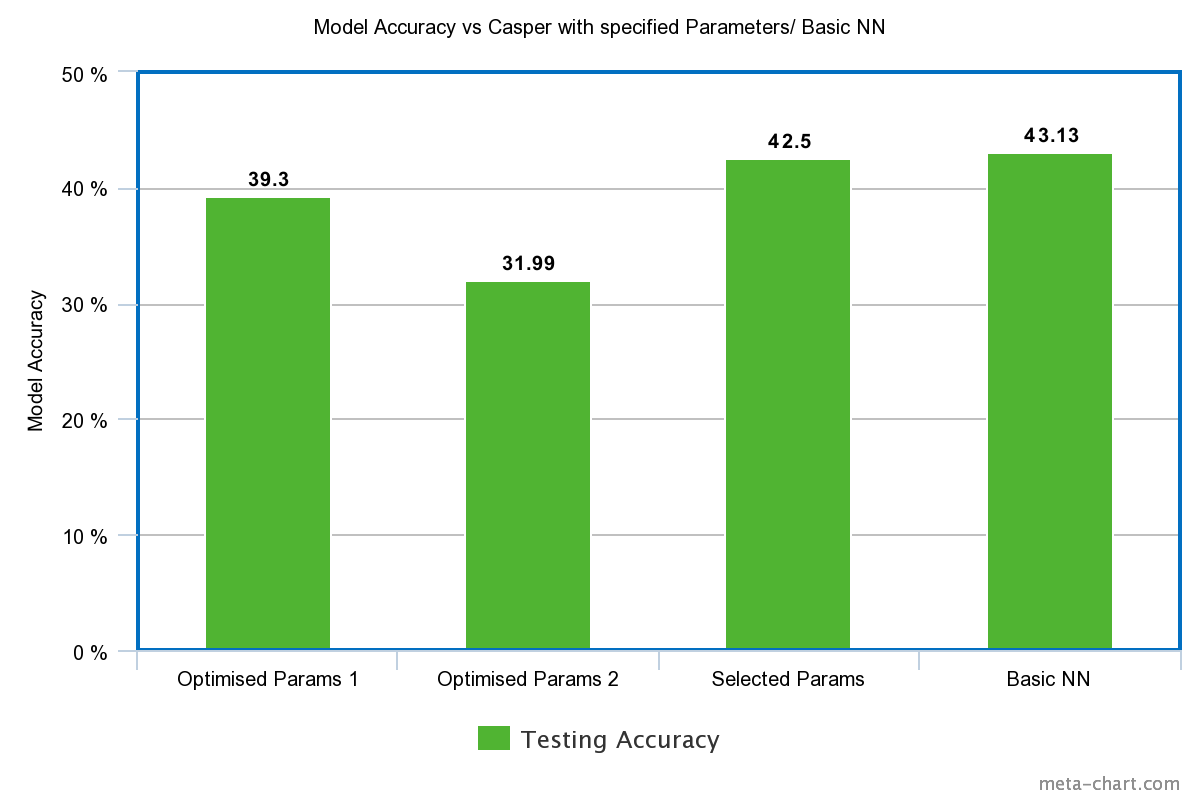 Model Accuracy vs Casper with specified Parameters/ Basic NN
50 %
40 %
30 %
20 %
10 %
0 %
Model Accuracy
39.3
31.99
42.5
43.13
Optimised Params 1
Optimised Params 2
Selected Params
Basic NN
Testing Accuracy
meta-chart.com